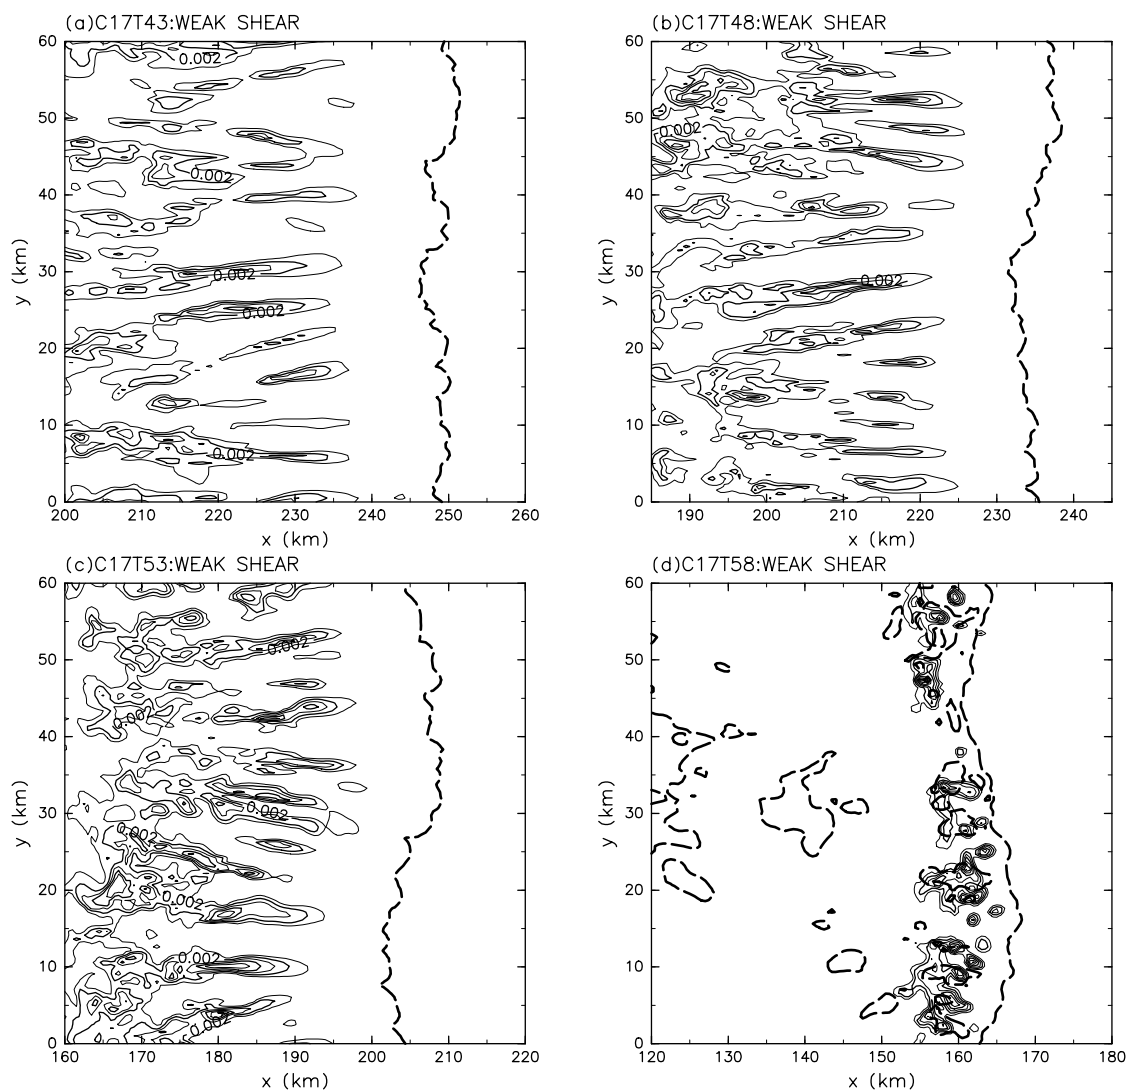 (a)C17T43:WEAK SHEAR
(b)C17T48:WEAK SHEAR
60
50
40
30
20
10
0
y (km)
0.002
0.002
0.002
0.002
0.002
200 210 220 230 240 250 260
x (km)
60
50
40
30
20
10
0
y (km)
0.002
0.002
190 200 210 220 230 240
x (km)
(c)C17T53:WEAK SHEAR
(d)C17T58:WEAK SHEAR
60
50
40
30
20
10
0
y (km)
0.002
0.002
0.002
0.002
0.002
0.002
0.002
160 170 180 190 200 210 220
x (km)
60
50
40
30
20
10
0
y (km)
120 130 140 150 160 170 180
x (km)